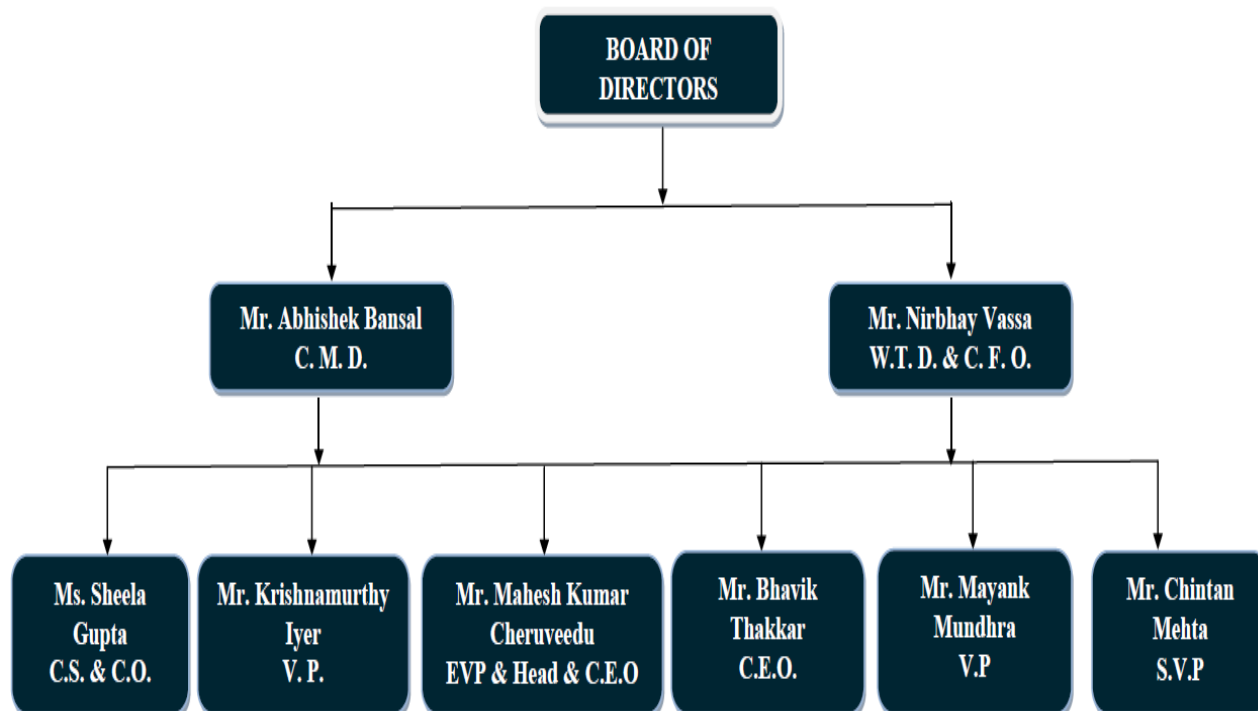 BOARD OF
DIRECTORS
Mr. Abhishek Bansal
C. M. D.
Mr. Nirbhay Vassa
W.T. D. & C. F. O.
Ms. Sheela
Gupta
C.S. & C.O.
Mr. Krishnamurthy
Iyer
V. P.
Mr. Mahesh Kumar
Cheruveedu
EVP & Head & C.E.O
Mr. Bhavik
Thakkar
C.E.O.
Mr. Mayank
Mundhra
V.P
Mr. Chintan
Mehta
S.V.P